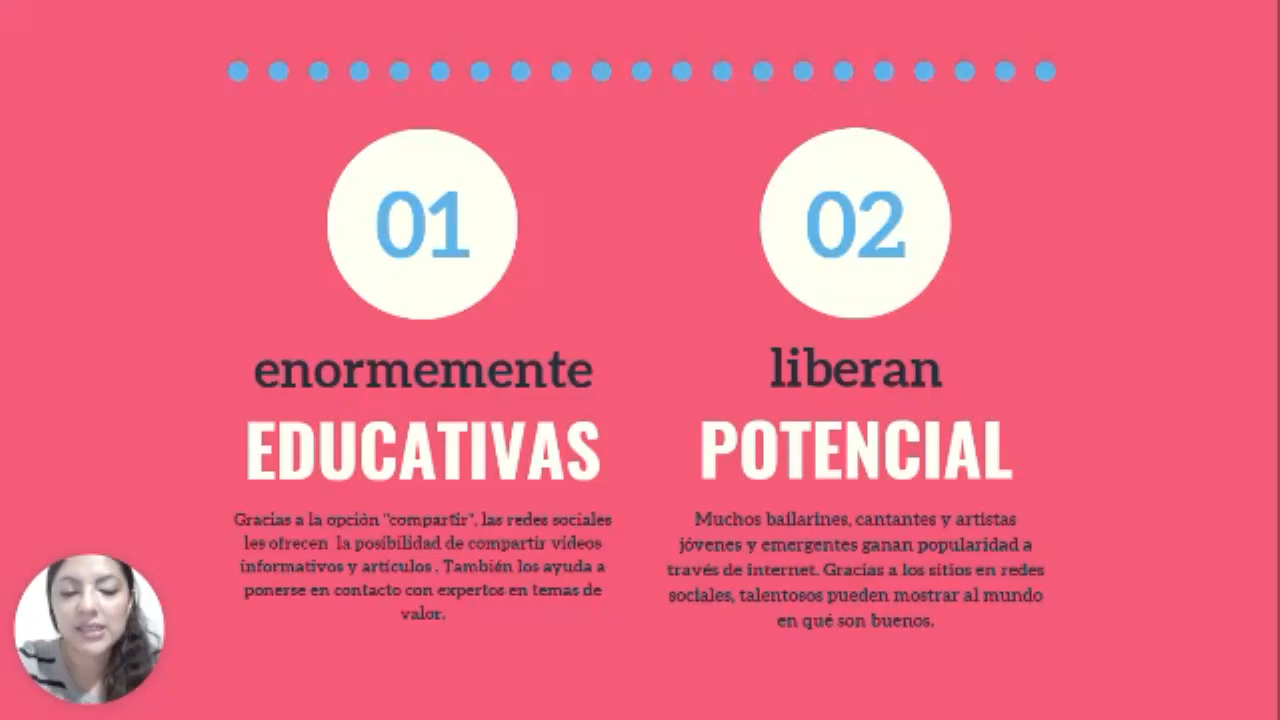 01
enormemente
EDUCATIVAS
Gracias a la opción "compartir", las redes sociales
les ofrecen la posibilidad de compartir videos
informativos y artículos . También los ayuda a
ponerse en contacto con expertos en temas de
valor.
02
liberan
POTENCIAL
Muchos bailarines, cantantes y artistas
jóvenes y emergentes ganan popularidad a
través de internet. Gracias a los sitios en redes
sociales, talentosos pueden mostrar al mundo
en qué son buenos.